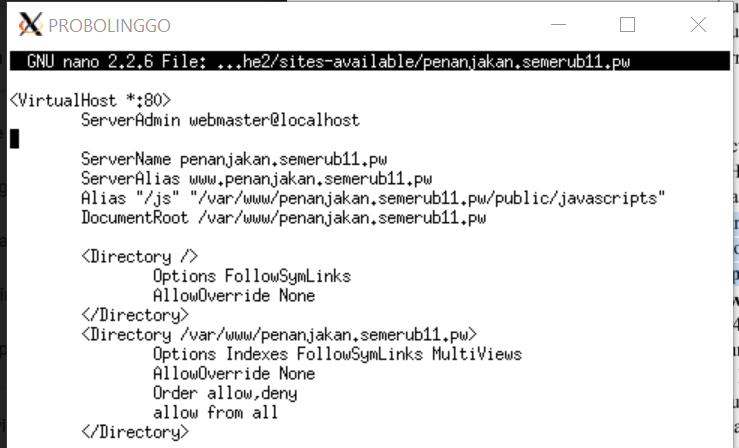 PROBOLINGGO
GNU nano 2.2.6 File: ...he2/sites-available/penanjakan.semerub11.pw
<VirtualHost *:80>
ServerAdmin webmaster@localhost
ServerName penanjakan.semerub11.pw
ServerAlias www.penanjakan.semerub11.pw
Alias "/js" "/var/www/penanjakan.semerub11.pw/public/javascripts"
DocumentRoot /var/www/penanjakan.semerub11.pw
<Directory />
Options FollowSymLinks
AllowOverride None
</Directory>
<Directory /var/www/penanjakan.semerub11.pw>
Options Indexes FollowSymLinks MultiViews
AllowOverride None
Order allow,deny
allow from all
</Directory>